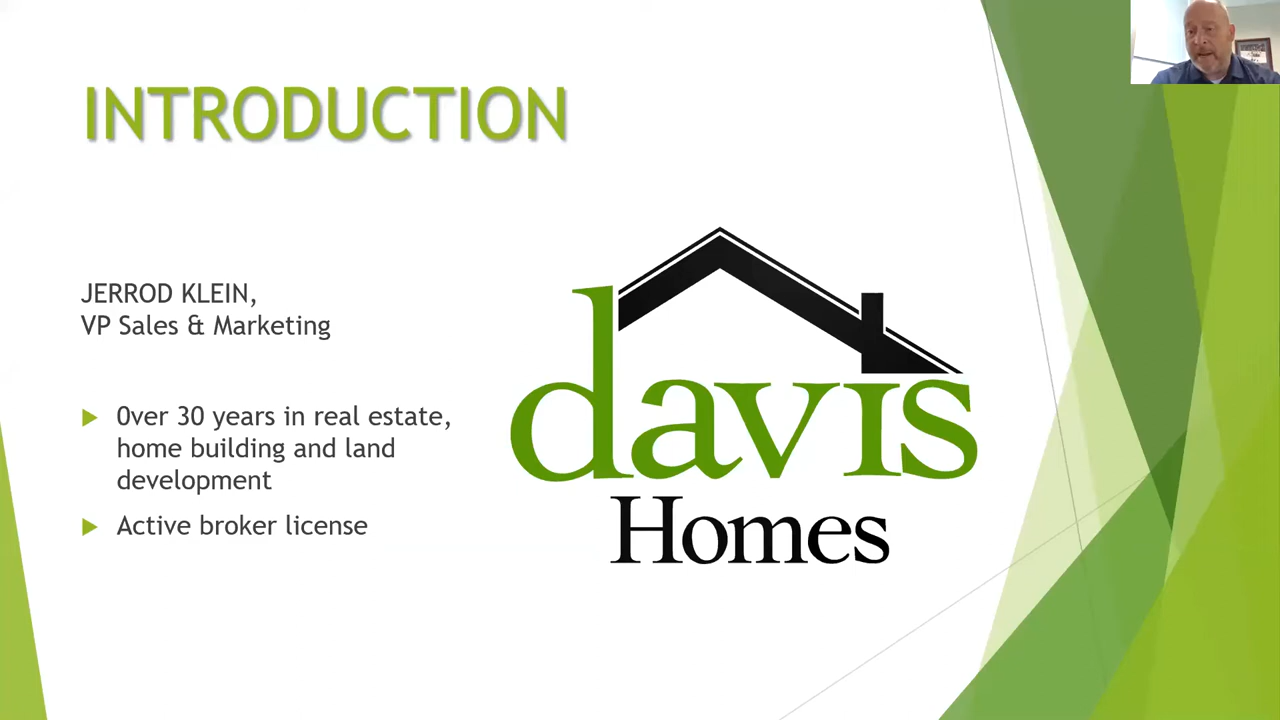 INTRODUCTION
JERROD KLEIN,
VP Sales & Marketing
0ver 30 years in real estate,
home building and land
development
Active broker license
davis
Homes